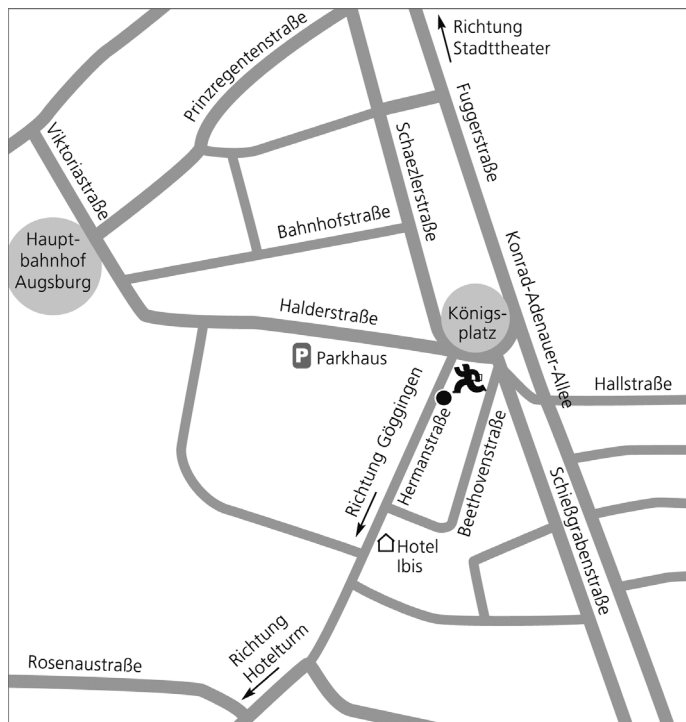 Richtung
Stadttheater
Prinzregentenstraße
Fuggerstraße
Viktoriastraße
Schaezlerstraße
Bahnhofstraße
Haupt-
bahnhof
Augsburg
Konrad-Adenauer-Allee
Halderstraße
Königs-
platz
P Parkhaus
Hallstraße
Richtung Göggingen
Hermanstraße
Beethovenstraße
Schießgrabenstraße
Hotel
Ibis
Richtung
Hotelturm
Rosenaustraße